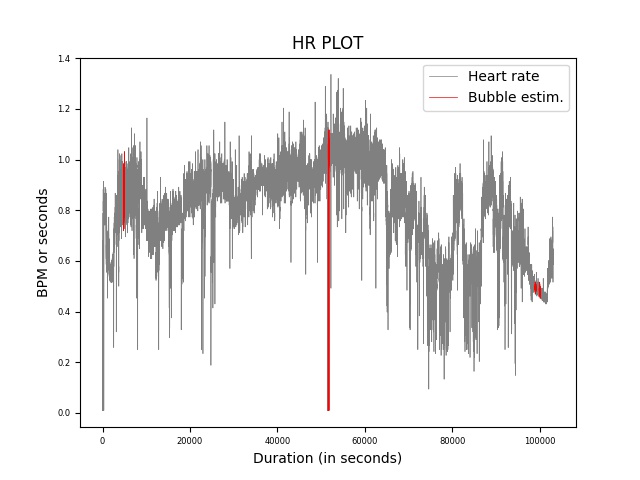 HR PLOT
Heart rate
Bubble estim.
BPM or seconds
1.4
1.2
1.0
0.8
0.6
0.4
0.2
0.0
0
20000
40000
60000
80000
100000
Duration (in seconds)